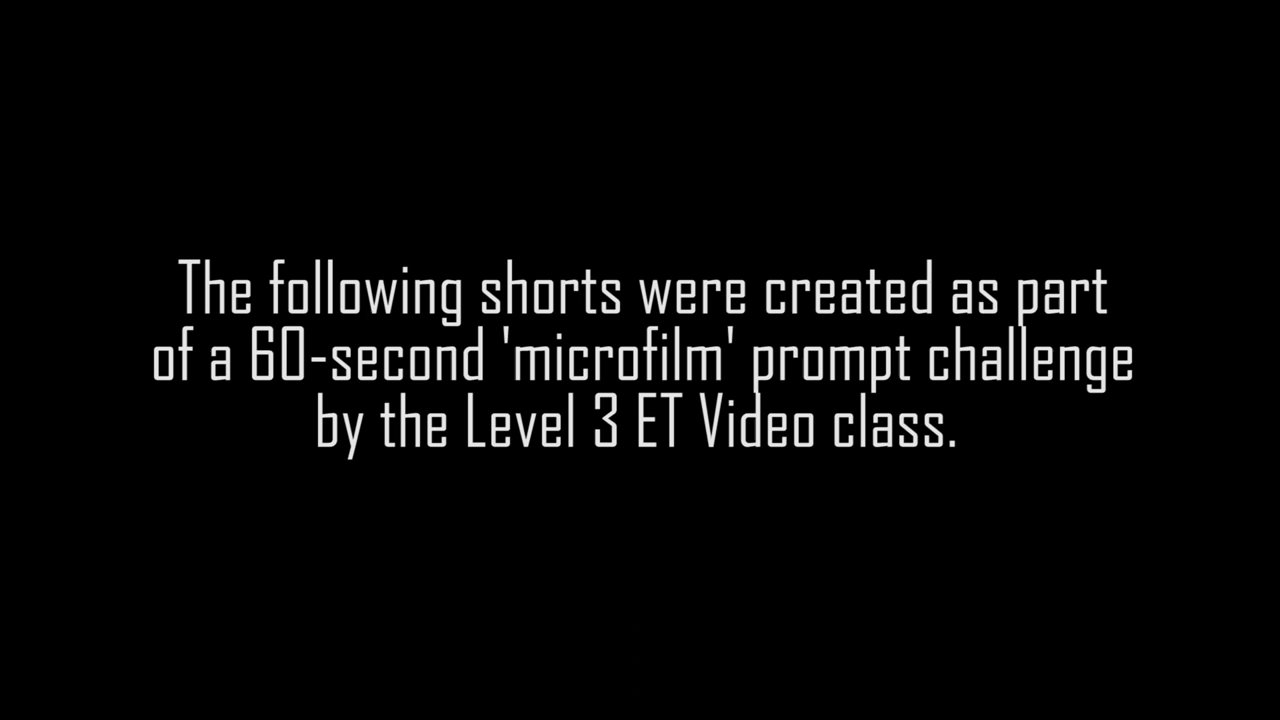 The following shorts were created as part
of a 60-second 'microfilm' prompt challenge
by the Level 3 ET Video class.